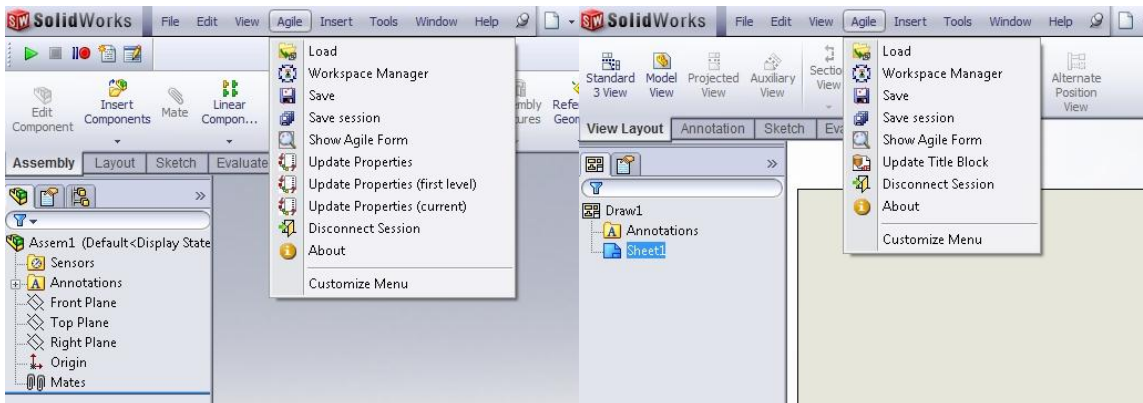 SolidWorks File Edit View Agile Insert Tools Window Help
Load
Workspace Manager
Save
Save session
Show Agile Form
Update Properties
Update Properties (first level)
Update Properties (current)
Disconnect Session
About
Customize Menu
Edit Component
Insert Components
Mate
Linear Compon...
Assembly Layout Sketch Evaluate
Assem1 (Default<Display State
Sensors
Annotations
Front Plane
Top Plane
Right Plane
Origin
Mates
SolidWorks File Edit View Agile Insert Tools Window Help
Load
Workspace Manager
Save
Save session
Show Agile Form
Update Title Block
Disconnect Session
About
Customize Menu
Standard 3 View
Model View
Projected View
Auxiliary View
Sectio View
Alternate Position View
View Layout Annotation Sketch Eva
Draw1
Annotations
Sheet1